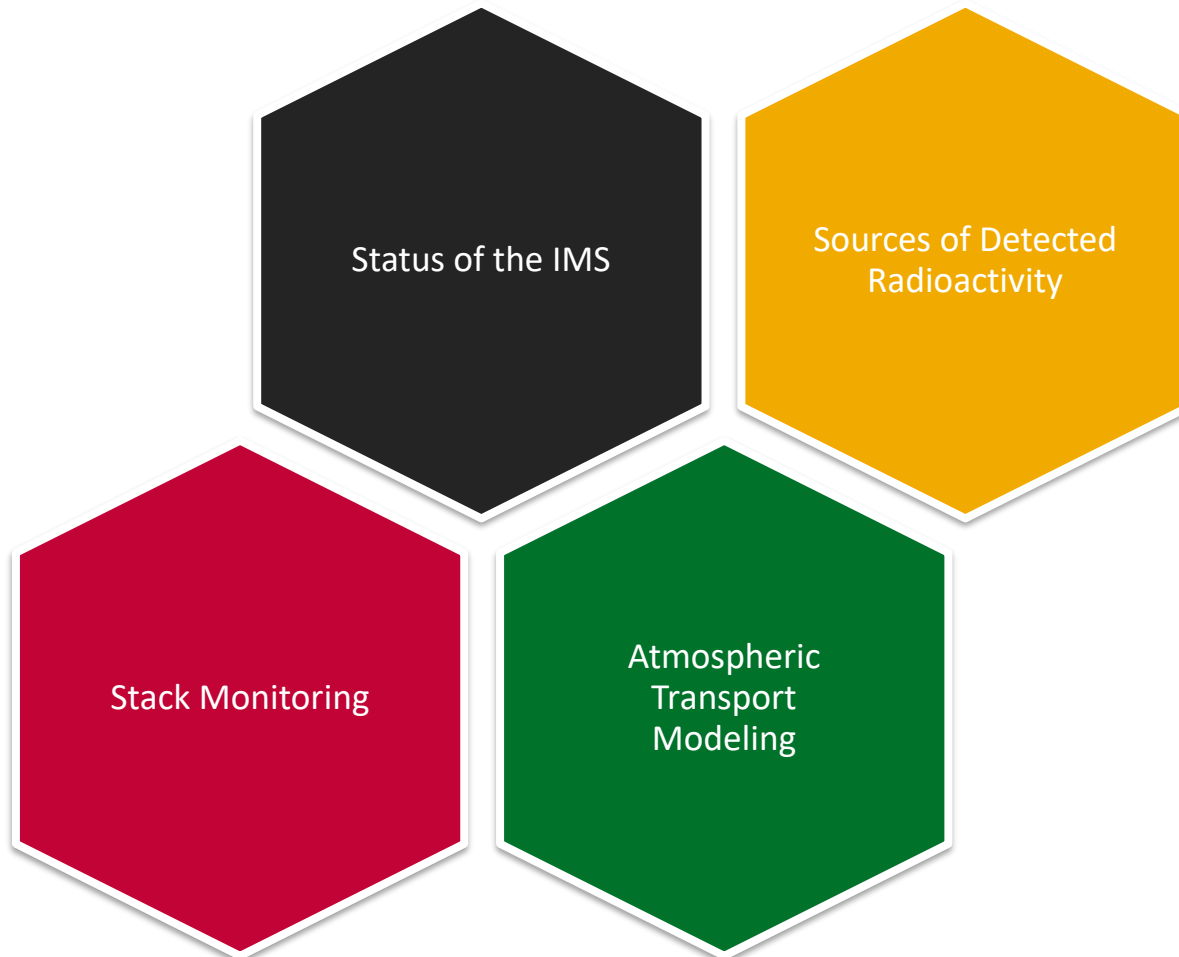 Status of the IMS
Sources of Detected
Radioactivity
Stack Monitoring
Atmospheric
Transport
Modeling